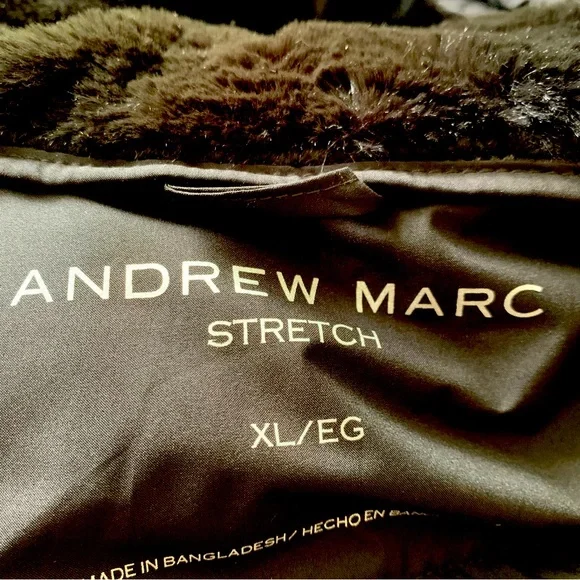 ANDREW MARC
STRETCH
XL/EG
MADE IN BANGLADESH/ HECHO EN